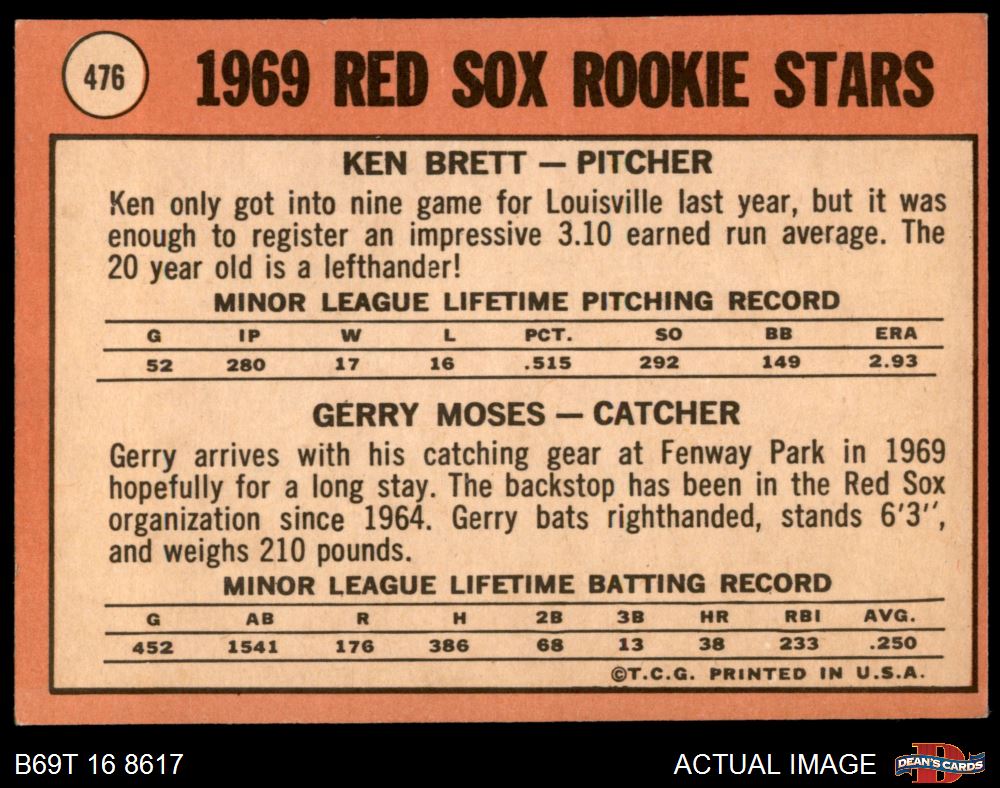 476
1969 RED SOX ROOKIE STARS
KEN BRETT — PITCHER
Ken only got into nine game for Louisville last year, but it was
enough to register an impressive 3.10 earned run average. The
20 year old is a lefthander!
MINOR LEAGUE LIFETIME PITCHING RECORD
G IP W L PCT. SO BB ERA
52 280 17 16 .515 292 149 2.93
GERRY MOSES — CATCHER
Gerry arrives with his catching gear at Fenway Park in 1969
hopefully for a long stay. The backstop has been in the Red Sox
organization since 1964. Gerry bats righthanded, stands 6'3'',
and weighs 210 pounds.
MINOR LEAGUE LIFETIME BATTING RECORD
G AB R H 2B 3B HR RBI AVG.
452 1541 176 386 68 13 38 233 .250
©T.C.G. PRINTED IN U.S.A.
B69T 16 8617
ACTUAL IMAGE
D
DEAN'S CARDS